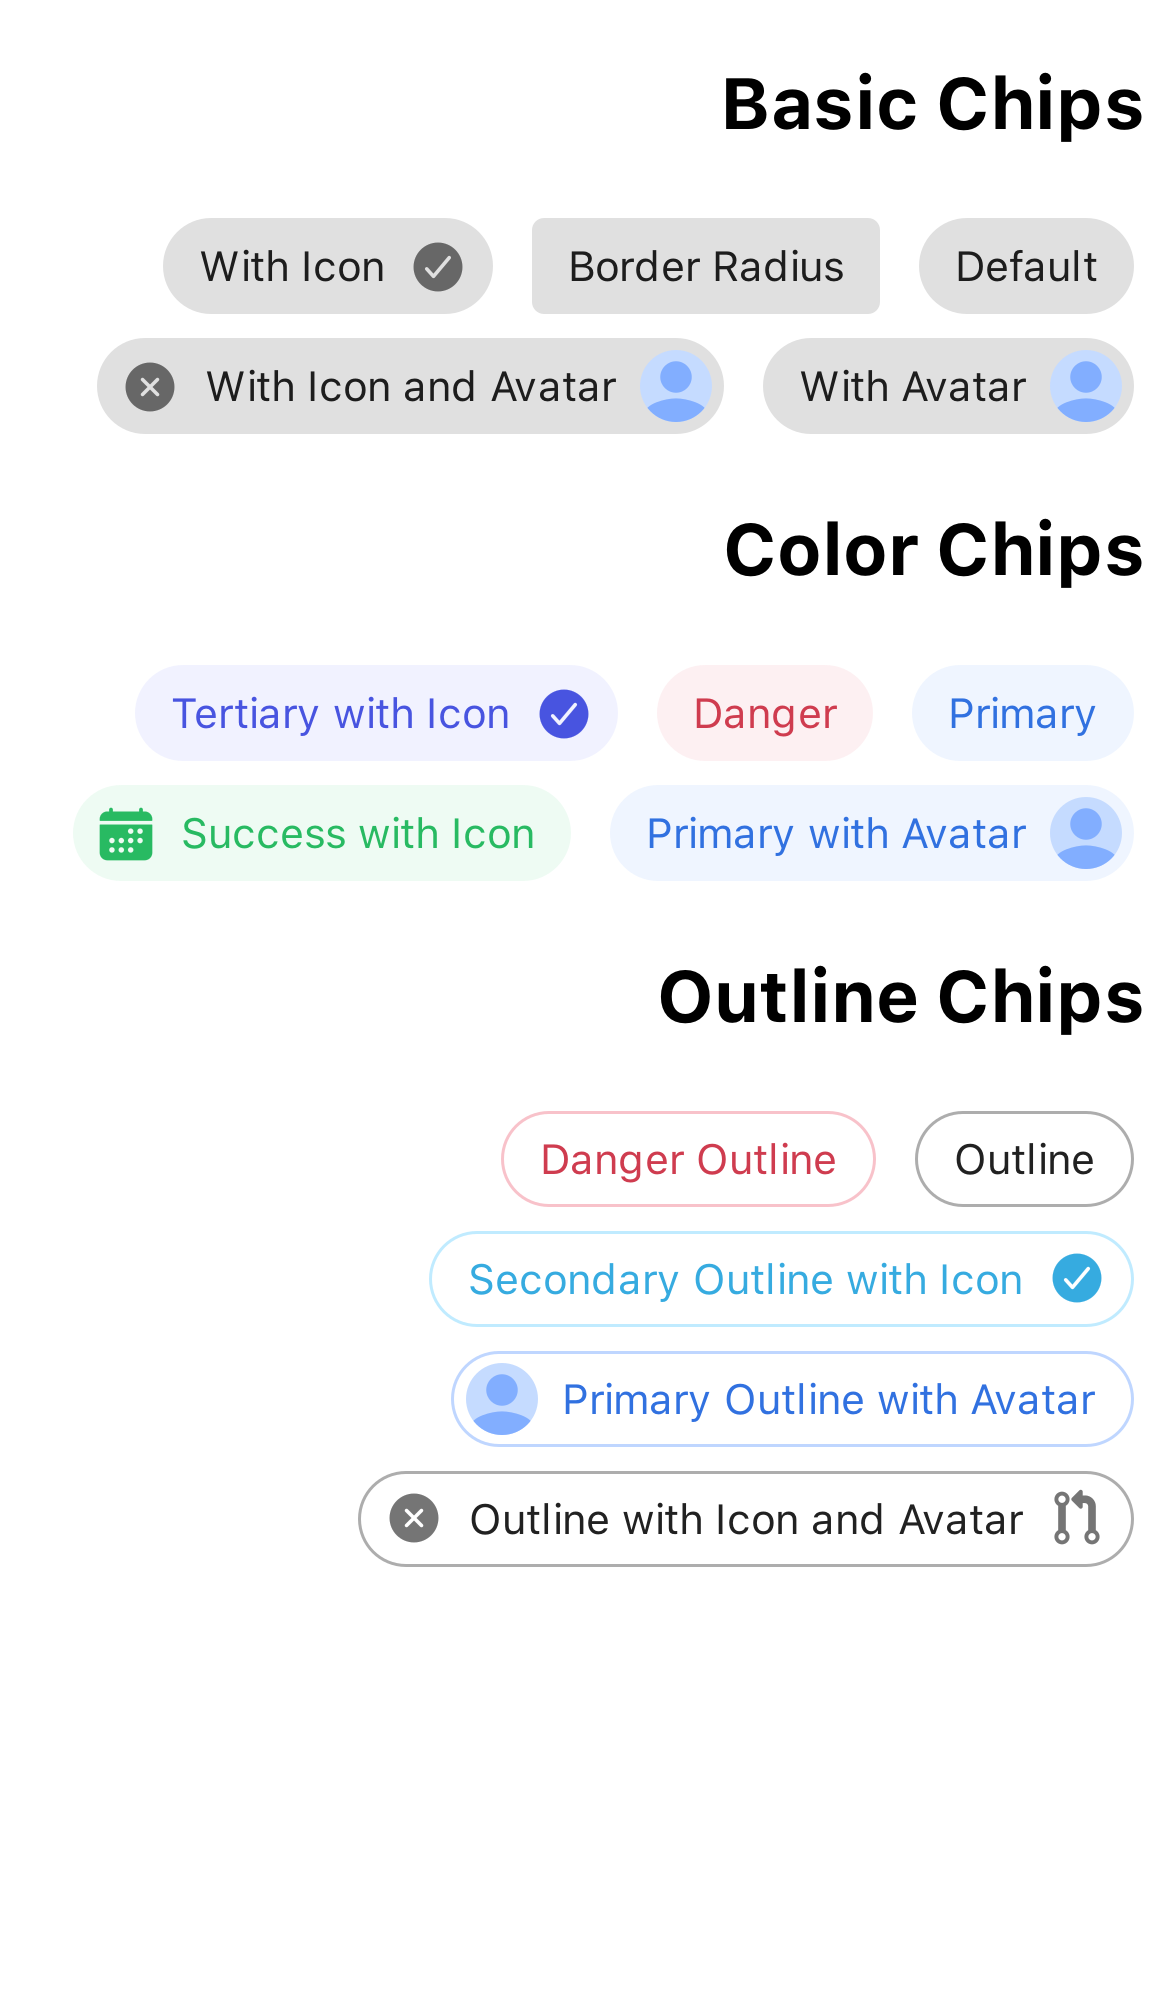 Basic Chips
With Icon Border Radius Default
With Icon and Avatar With Avatar
Color Chips
Tertiary with Icon Danger Primary
Success with Icon Primary with Avatar
Outline Chips
Danger Outline Outline
Secondary Outline with Icon
Primary Outline with Avatar
Outline with Icon and Avatar